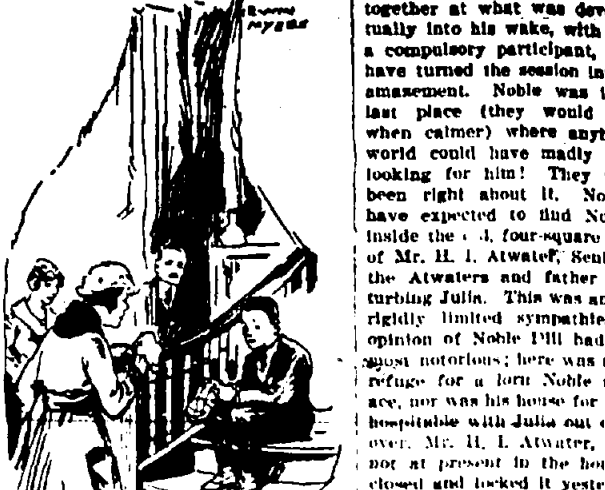 IRWIN
MYERS
together at what was dev
tually into his wake, with
a compulsory participant,
have turned the session in
amazement. Noble was t
last place (they would
when calmer) where anyb
world could have madly
looking for him! They
been right about it. No
have expected to find No
inside the four-square
of Mr. H. I. Atwater, Seni
the Atwaters and father
turbing Julia. This was an
rigidly limited sympathie
opinion of Noble Dill had
most notorious; here was
refuge for a lorn Noble
ace, nor was his house for
hospitable with Julia out
over. Mr. H. I. Atwater,
not at present in the hou
closed and locked it yeste